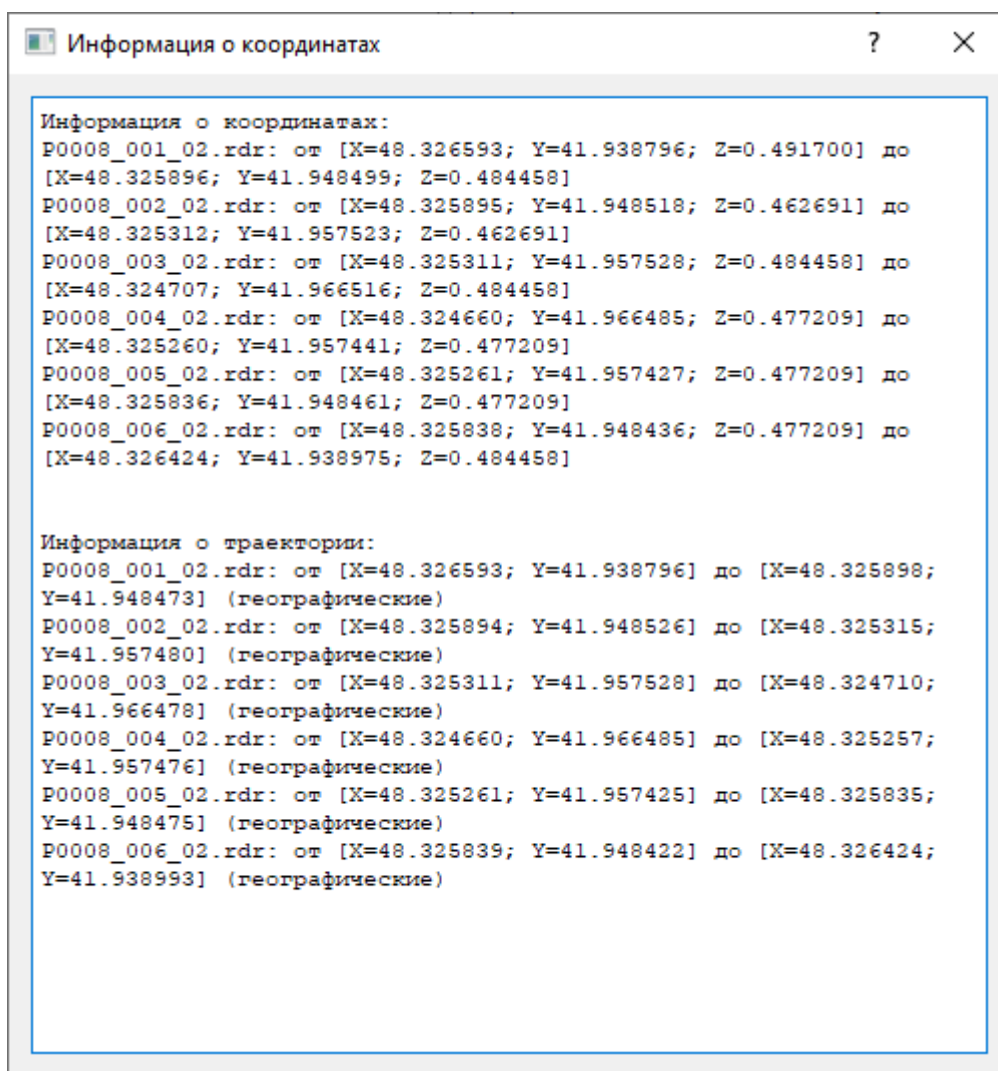 Информация о координатах
?
Информация о координатах:
P0008_001_02.rdr: от [X=48.326593; Y=41.938796; Z=0.491700] до
[X=48.325896; Y=41.948499; Z=0.484458]
P0008_002_02.rdr: от [X=48.325895; Y=41.948518; Z=0.462691] до
[X=48.325312; Y=41.957523; Z=0.462691]
P0008_003_02.rdr: от [X=48.325311; Y=41.957528; Z=0.484458] до
[X=48.324707; Y=41.966516; Z=0.484458]
P0008_004_02.rdr: от [X=48.324660; Y=41.966485; Z=0.477209] до
[X=48.325260; Y=41.957441; Z=0.477209]
P0008_005_02.rdr: от [X=48.325261; Y=41.957427; Z=0.477209] до
[X=48.325836; Y=41.948461; Z=0.477209]
P0008_006_02.rdr: от [X=48.325838; Y=41.948436; Z=0.477209] до
[X=48.326424; Y=41.938975; Z=0.484458]
Информация о траектории:
P0008_001_02.rdr: от [X=48.326593; Y=41.938796] до [X=48.325898;
Y=41.948473] (географические)
P0008_002_02.rdr: от [X=48.325894; Y=41.948526] до [X=48.325315;
Y=41.957480] (географические)
P0008_003_02.rdr: от [X=48.325311; Y=41.957528] до [X=48.324710;
Y=41.966478] (географические)
P0008_004_02.rdr: от [X=48.324660; Y=41.966485] до [X=48.325257;
Y=41.957476] (географические)
P0008_005_02.rdr: от [X=48.325261; Y=41.957425] до [X=48.325835;
Y=41.948475] (географические)
P0008_006_02.rdr: от [X=48.325839; Y=41.948422] до [X=48.326424;
Y=41.938993] (географические)